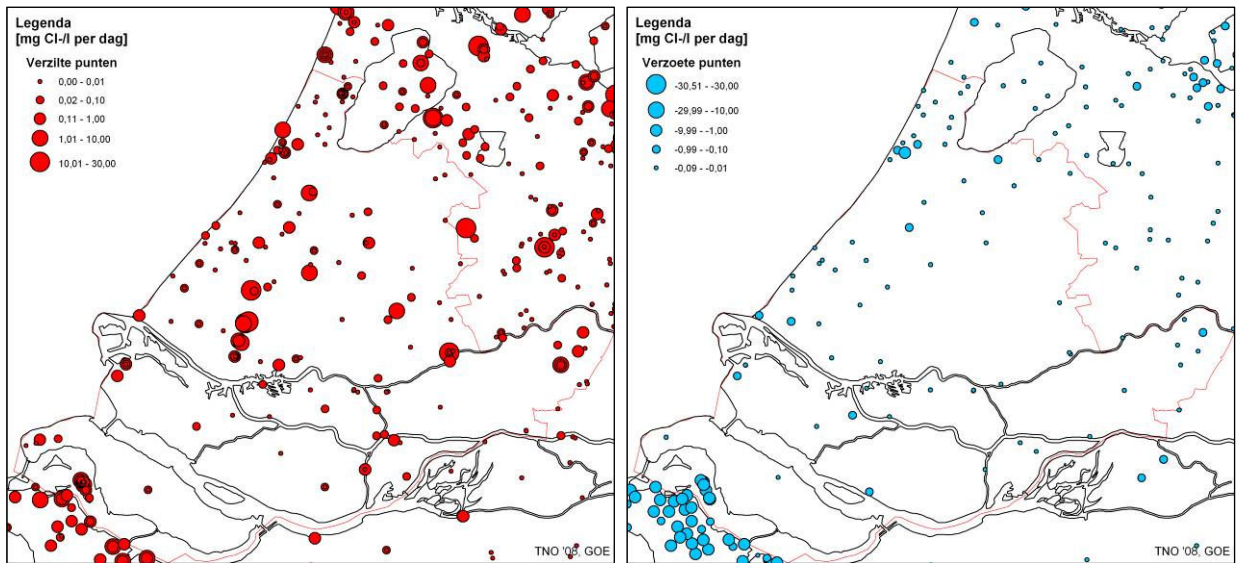 Legenda
[mg Cl-/l per dag]
Verzilte punten
0,00 - 0,01
0,02 - 0,10
0,11 - 1,00
1,01 - 10,00
10,01 - 30,00
TNO '08, GOE
Legenda
[mg Cl-/l per dag]
Verzoete punten
-30,51 - -30,00
-29,99 - -10,00
-9,99 - -1,00
-0,99 - -0,10
-0,09 - -0,01
TNO '08, GOE